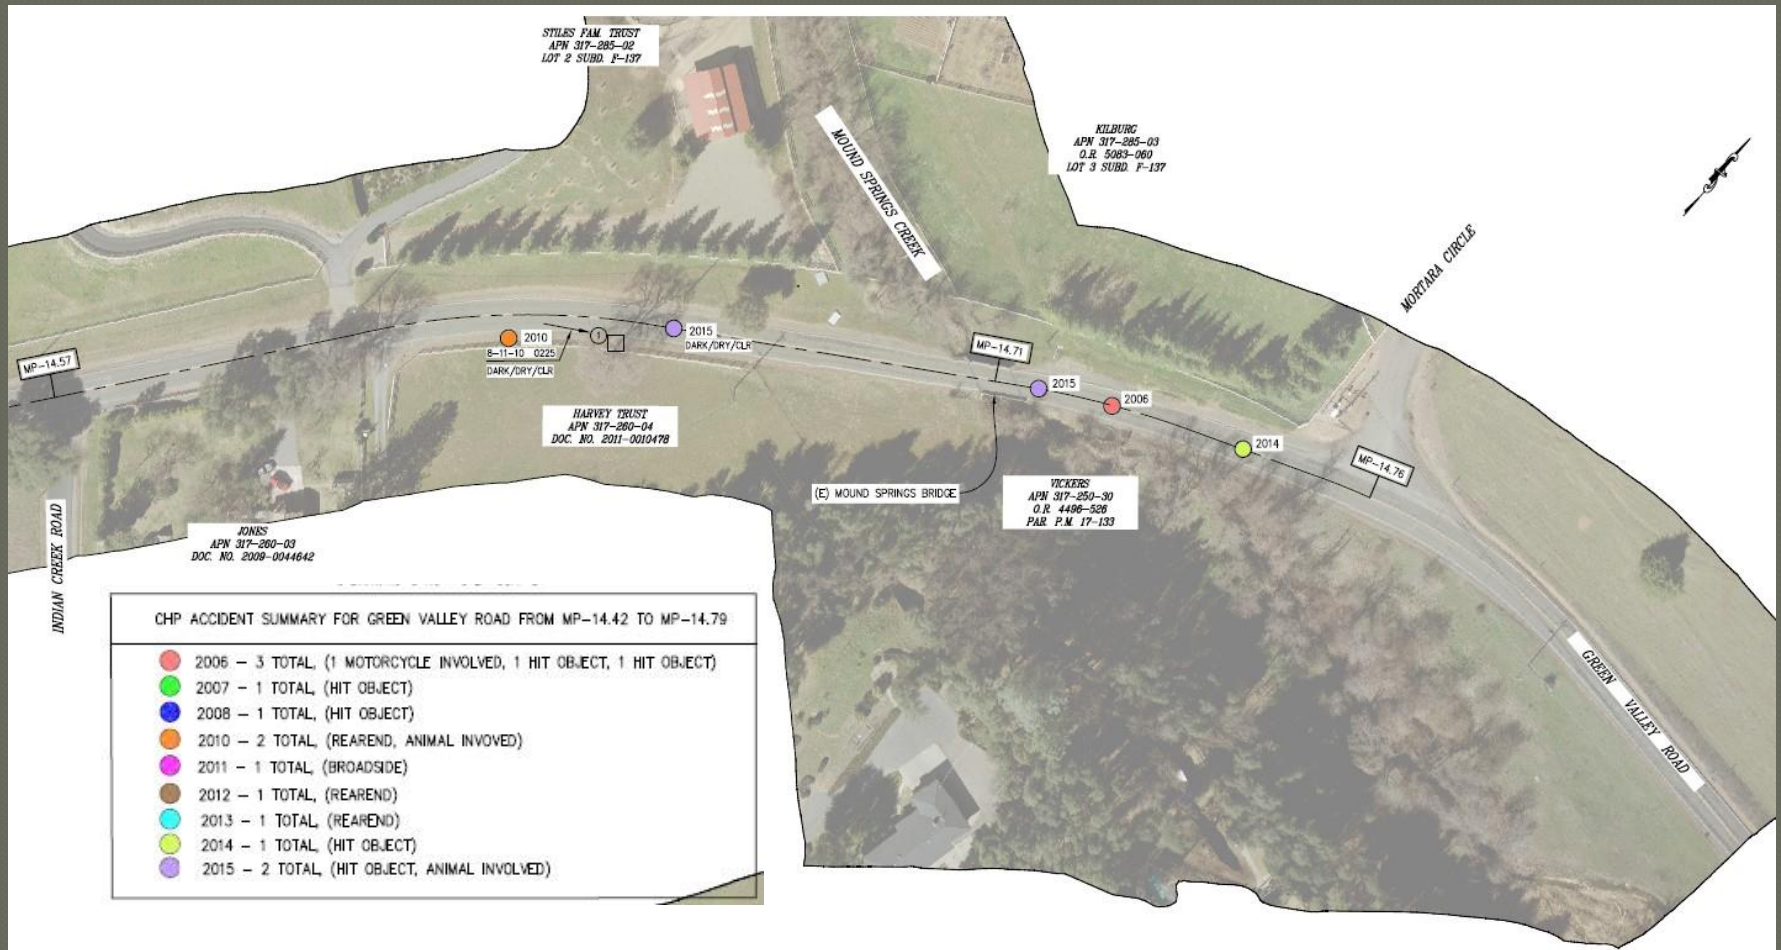 STILES FAM. TRUST
APN 317-285-02
LOT 2 SUBD. F-137
MOUND SPRINGS CREEK
KILBURG
APN 317-285-03
O.R. 5083-060
LOT 3 SUBD. F-137
MORTARA CIRCLE
MP-14.57
2010
8-11-10 0225
DARK/DRY/CLR
1
2015
DARK/DRY/CLR
MP-14.71
2015
2006
2014
MP-14.76
HARVEY TRUST
APN 317-260-04
DOC. NO. 2011-0010478
(E) MOUND SPRINGS BRIDGE
VICKERS
APN 317-250-30
O.R. 4496-526
PAR. P.M. 17-133
INDIAN CREEK ROAD
JONES
APN 317-260-03
DOC. NO. 2009-0044642
GREEN VALLEY ROAD
CHP ACCIDENT SUMMARY FOR GREEN VALLEY ROAD FROM MP-14.42 TO MP-14.79
2006 - 3 TOTAL, (1 MOTORCYCLE INVOLVED, 1 HIT OBJECT, 1 HIT OBJECT)
2007 - 1 TOTAL, (HIT OBJECT)
2008 - 1 TOTAL, (HIT OBJECT)
2010 - 2 TOTAL, (REAREND, ANIMAL INVOVED)
2011 - 1 TOTAL, (BROADSIDE)
2012 - 1 TOTAL, (REAREND)
2013 - 1 TOTAL, (REAREND)
2014 - 1 TOTAL, (HIT OBJECT)
2015 - 2 TOTAL, (HIT OBJECT, ANIMAL INVOLVED)